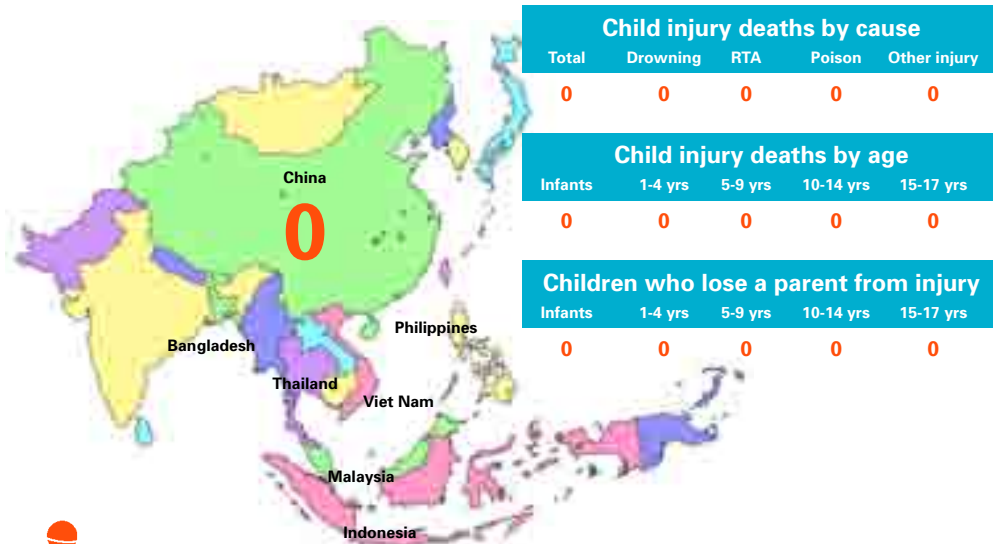 Child injury deaths by cause
Total Drowning RTA Poison Other injury
0 0 0 0 0
Child injury deaths by age
Infants 1-4 yrs 5-9 yrs 10-14 yrs 15-17 yrs
0 0 0 0 0
Children who lose a parent from injury
Infants 1-4 yrs 5-9 yrs 10-14 yrs 15-17 yrs
0 0 0 0 0
China
0
Philippines
Bangladesh
Thailand
Viet Nam
Malaysia
Indonesia